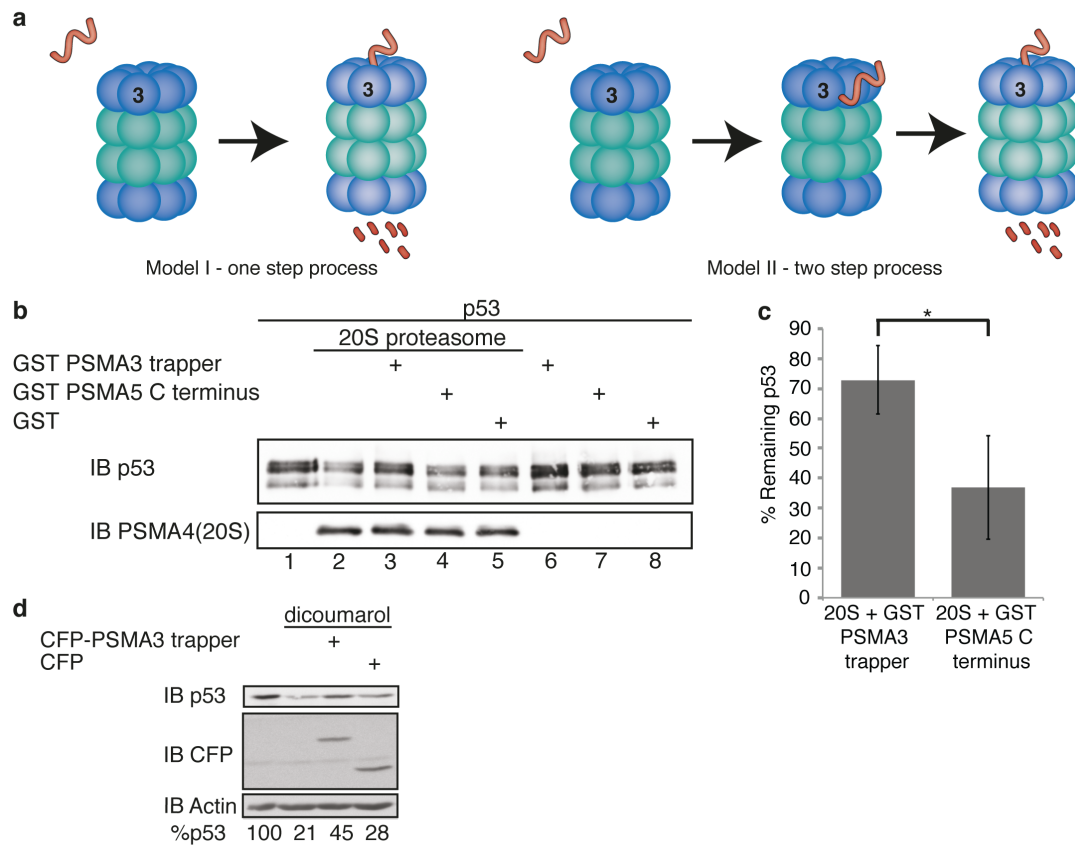 a
3
3
3
3
3
Model I - one step process
Model II - two step process
b
p53
20S proteasome
GST PSMA3 trapper + +
GST PSMA5 C terminus + +
GST + +
IB p53
IB PSMA4(20S)
1 2 3 4 5 6 7 8
c
*
% Remaining p53
90
80
70
60
50
40
30
20
10
0
20S + GST PSMA3 trapper
20S + GST PSMA5 C terminus
d
dicoumarol
CFP-PSMA3 trapper +
CFP +
IB p53
IB CFP
IB Actin
%p53 100 21 45 28